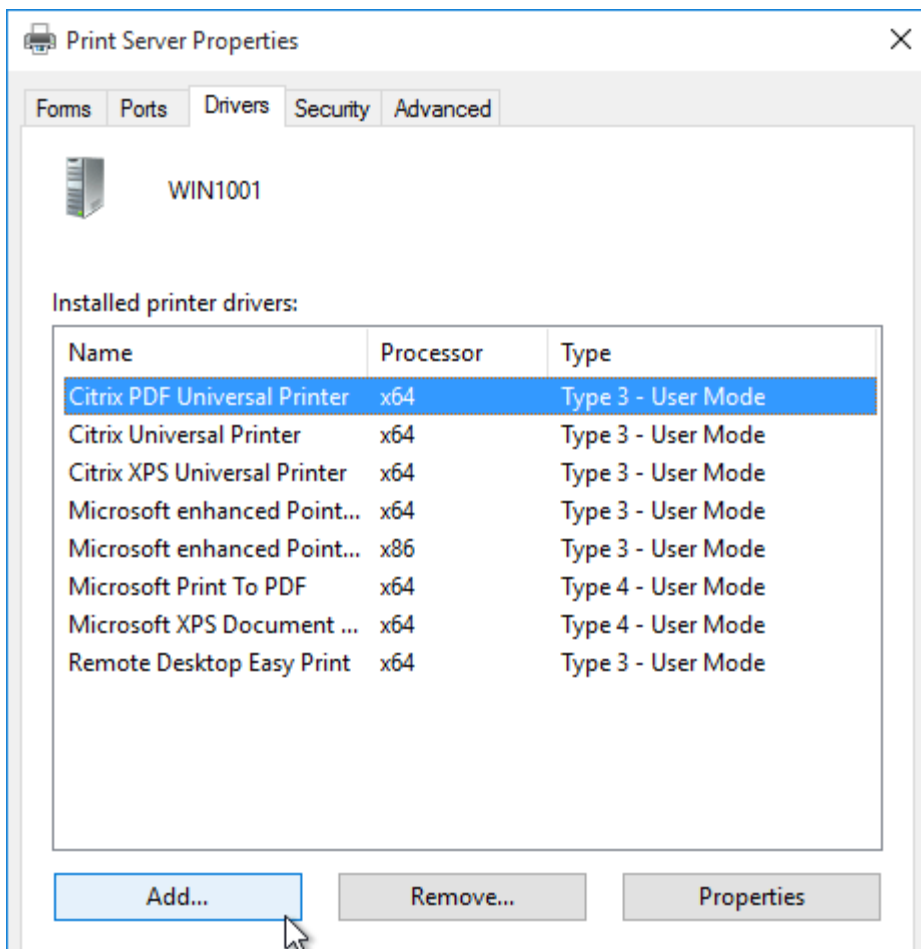 Print Server Properties
Forms Ports Drivers Security Advanced
WIN1001
Installed printer drivers:
Name Processor Type
Citrix PDF Universal Printer x64 Type 3 - User Mode
Citrix Universal Printer x64 Type 3 - User Mode
Citrix XPS Universal Printer x64 Type 3 - User Mode
Microsoft enhanced Point... x64 Type 3 - User Mode
Microsoft enhanced Point... x86 Type 3 - User Mode
Microsoft Print To PDF x64 Type 4 - User Mode
Microsoft XPS Document ... x64 Type 4 - User Mode
Remote Desktop Easy Print x64 Type 3 - User Mode
Add... Remove... Properties